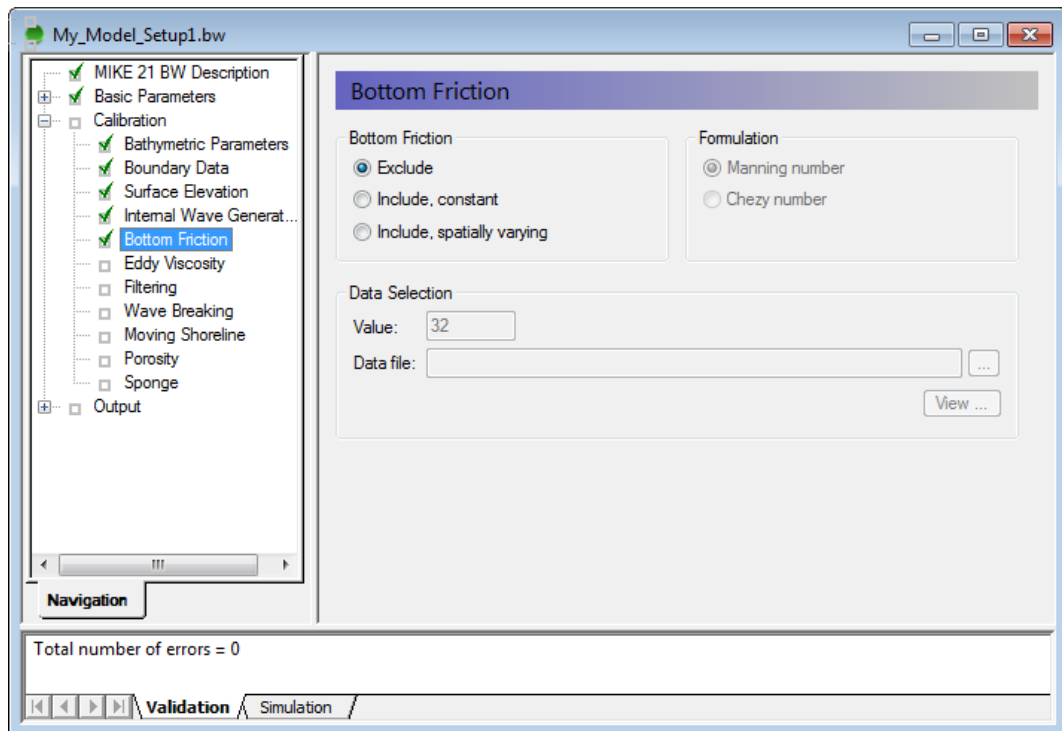 My_Model_Setup1.bw
MIKE 21 BW Description
Basic Parameters
Calibration
Bathymetric Parameters
Boundary Data
Surface Elevation
Internal Wave Generat...
Bottom Friction
Eddy Viscosity
Filtering
Wave Breaking
Moving Shoreline
Porosity
Sponge
Output
Navigation
Bottom Friction
Bottom Friction
Exclude
Include, constant
Include, spatially varying
Formulation
Manning number
Chezy number
Data Selection
Value: 32
Data file: ...
View ...
Total number of errors = 0
Validation Simulation